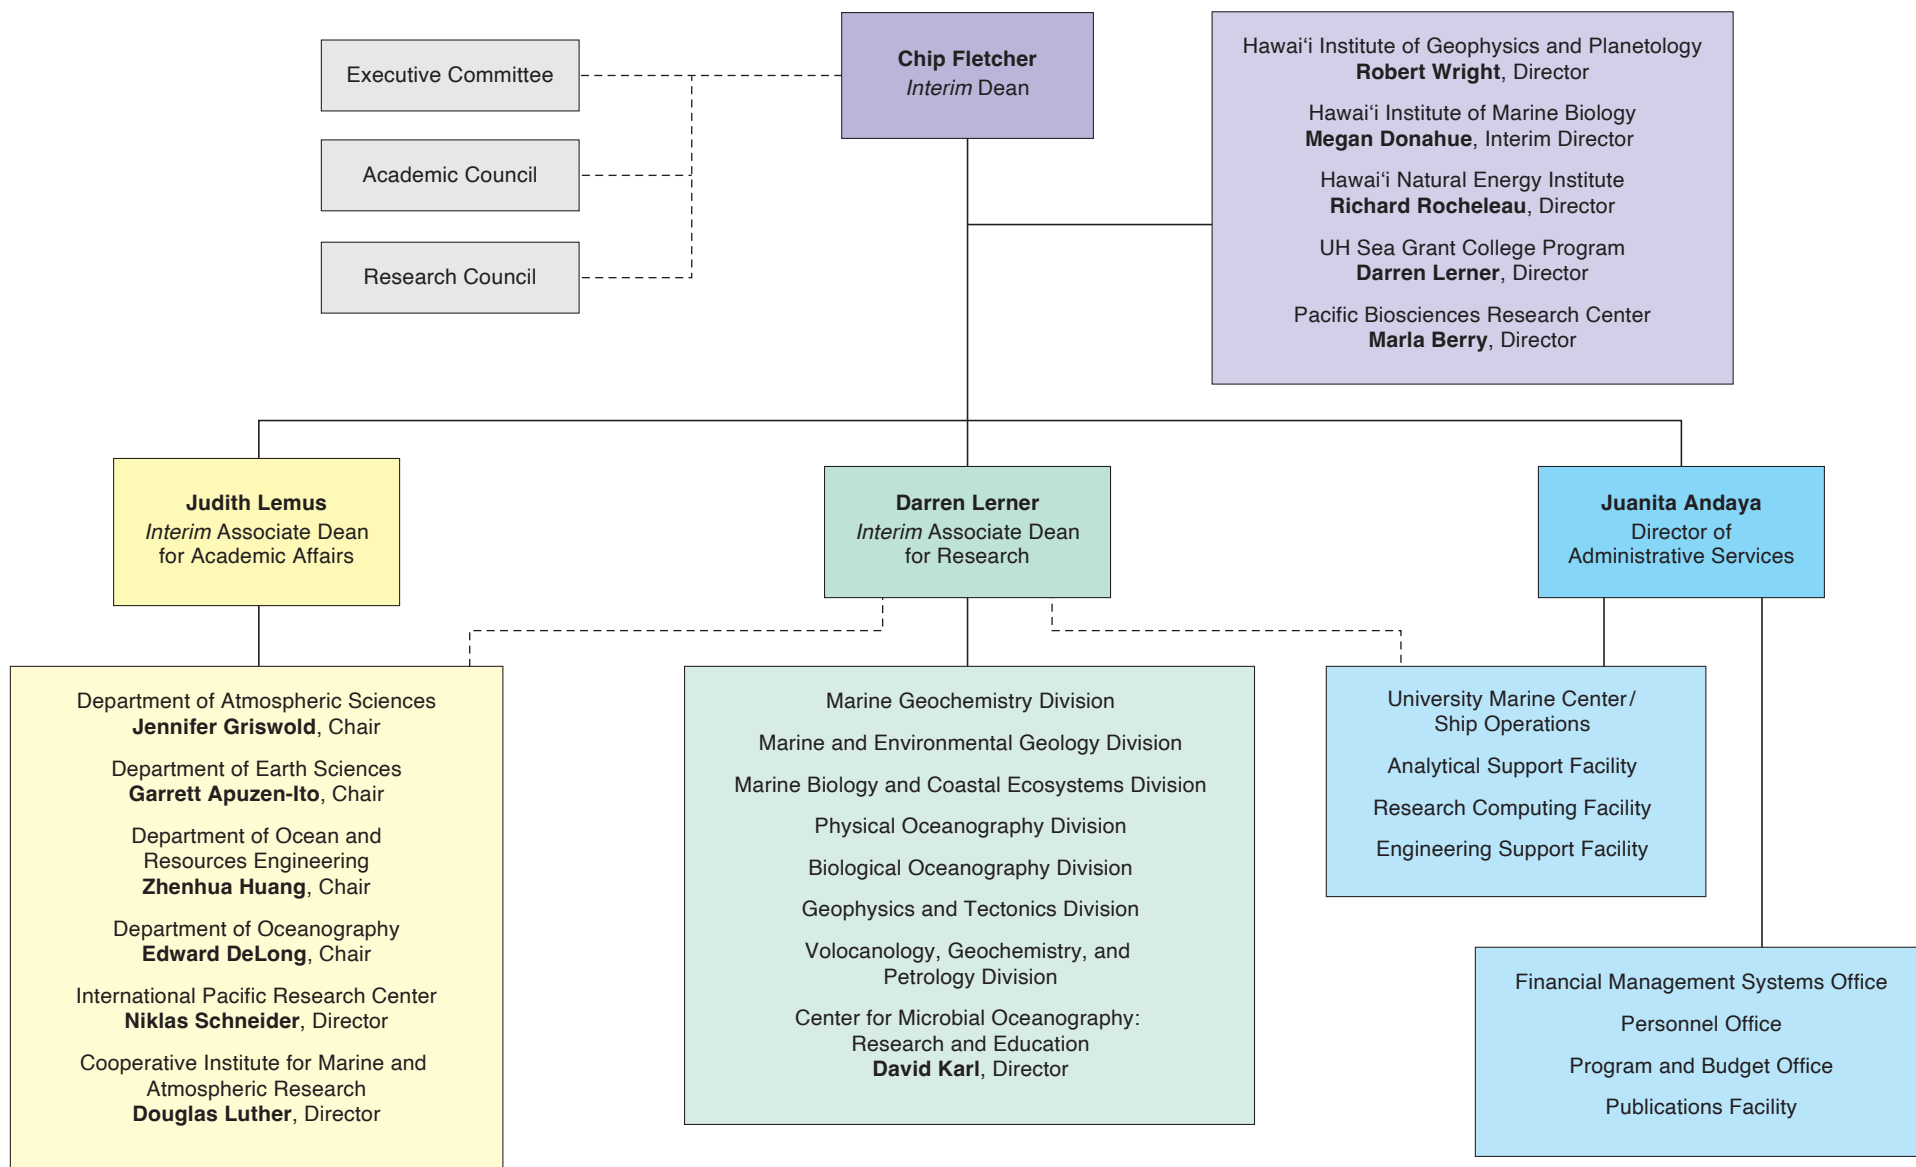 Executive Committee
Academic Council
Research Council
Chip Fletcher
Interim Dean
Hawai‘i Institute of Geophysics and Planetology
Robert Wright, Director
Hawai‘i Institute of Marine Biology
Megan Donahue, Interim Director
Hawai‘i Natural Energy Institute
Richard Rocheleau, Director
UH Sea Grant College Program
Darren Lerner, Director
Pacific Biosciences Research Center
Marla Berry, Director
Judith Lemus
Interim Associate Dean
for Academic Affairs
Darren Lerner
Interim Associate Dean
for Research
Juanita Andaya
Director of
Administrative Services
Department of Atmospheric Sciences
Jennifer Griswold, Chair
Department of Earth Sciences
Garrett Apuzen-Ito, Chair
Department of Ocean and
Resources Engineering
Zhenhua Huang, Chair
Department of Oceanography
Edward DeLong, Chair
International Pacific Research Center
Niklas Schneider, Director
Cooperative Institute for Marine and
Atmospheric Research
Douglas Luther, Director
Marine Geochemistry Division
Marine and Environmental Geology Division
Marine Biology and Coastal Ecosystems Division
Physical Oceanography Division
Biological Oceanography Division
Geophysics and Tectonics Division
Volocanology, Geochemistry, and
Petrology Division
Center for Microbial Oceanography:
Research and Education
David Karl, Director
University Marine Center/
Ship Operations
Analytical Support Facility
Research Computing Facility
Engineering Support Facility
Financial Management Systems Office
Personnel Office
Program and Budget Office
Publications Facility